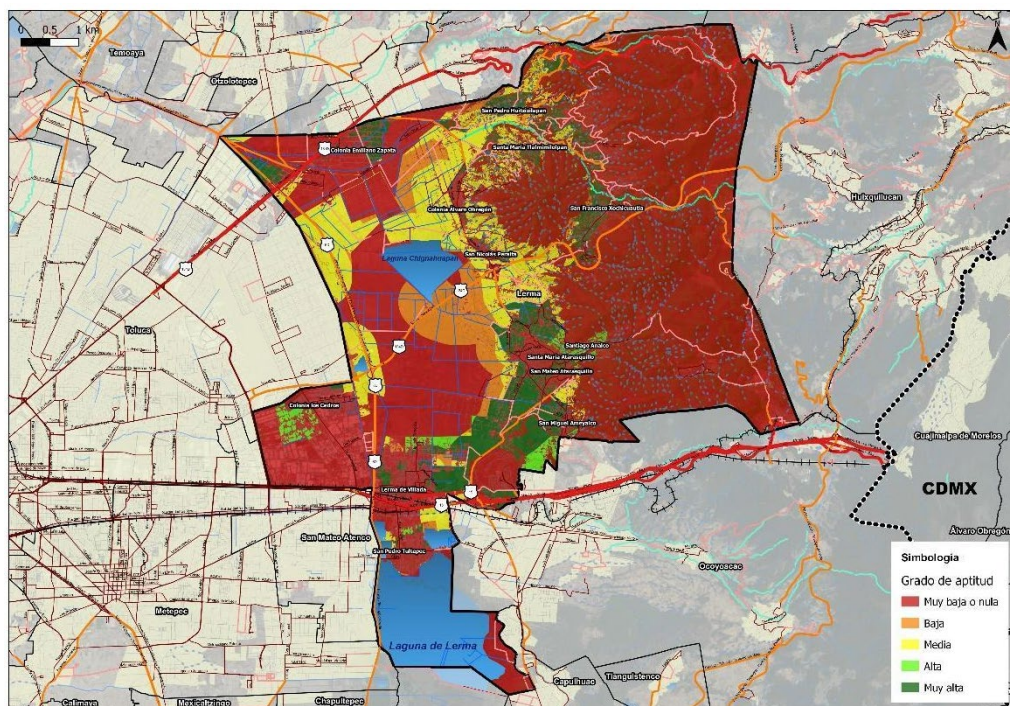 0 0.5 1 km
Temoaya
Otzolotepec
San Pedro Huitzizilapan
Colonia Emiliano Zapata
Santa María Tlalmimilulpan
Huixquilucan
Colonia Álvaro Obregón
San Francisco Xochicuautla
Laguna Chignahuapan
San Nicolás Peralta
Lerma
Toluca
Santiago Analco
Santa María Atarasquillo
San Mateo Atarasquillo
Colonia los Cedros
San Miguel Ameyalco
Cuajimalpa de Morelos
Lerma de Villada
CDMX
San Mateo Atenco
Álvaro Obregón
San Pedro Tultepec
Ocoyoacac
Metepec
Laguna de Lerma
Capulhuac
Tianguistenco
Calimaya
Mexicaltzingo
Chapultepec
Simbología
Grado de aptitud
Muy baja o nula
Baja
Media
Alta
Muy alta